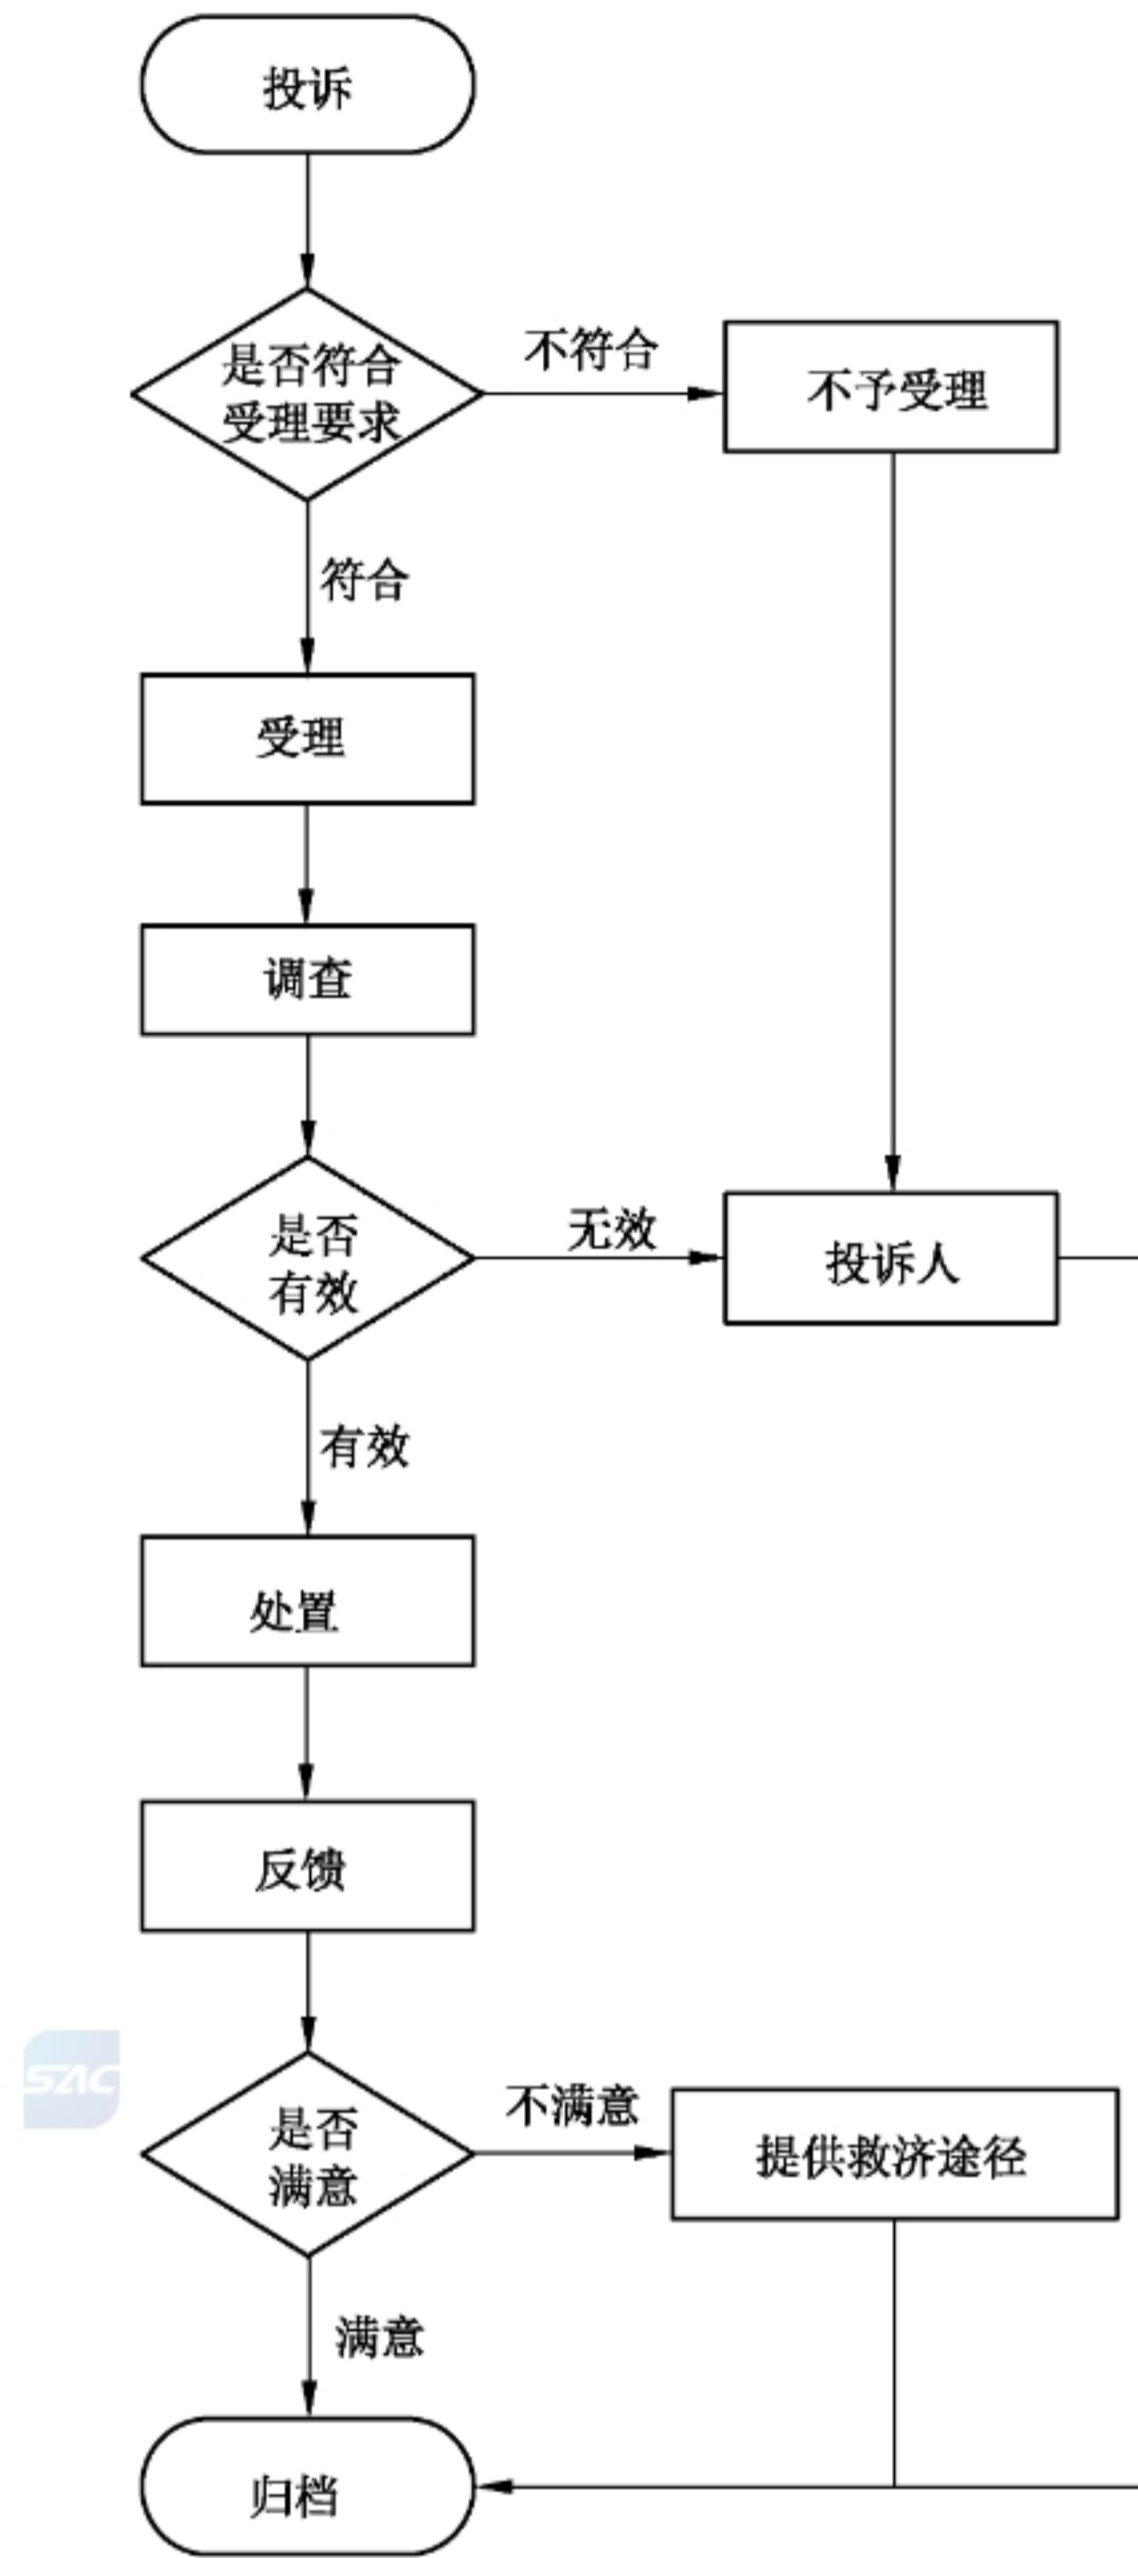 投诉
是否符合
受理要求
不符合
不予受理
符合
受理
调查
是否
有效
无效
投诉人
有效
处置
反馈
SAC
是否
满意
不满意
提供救济途径
满意
归档